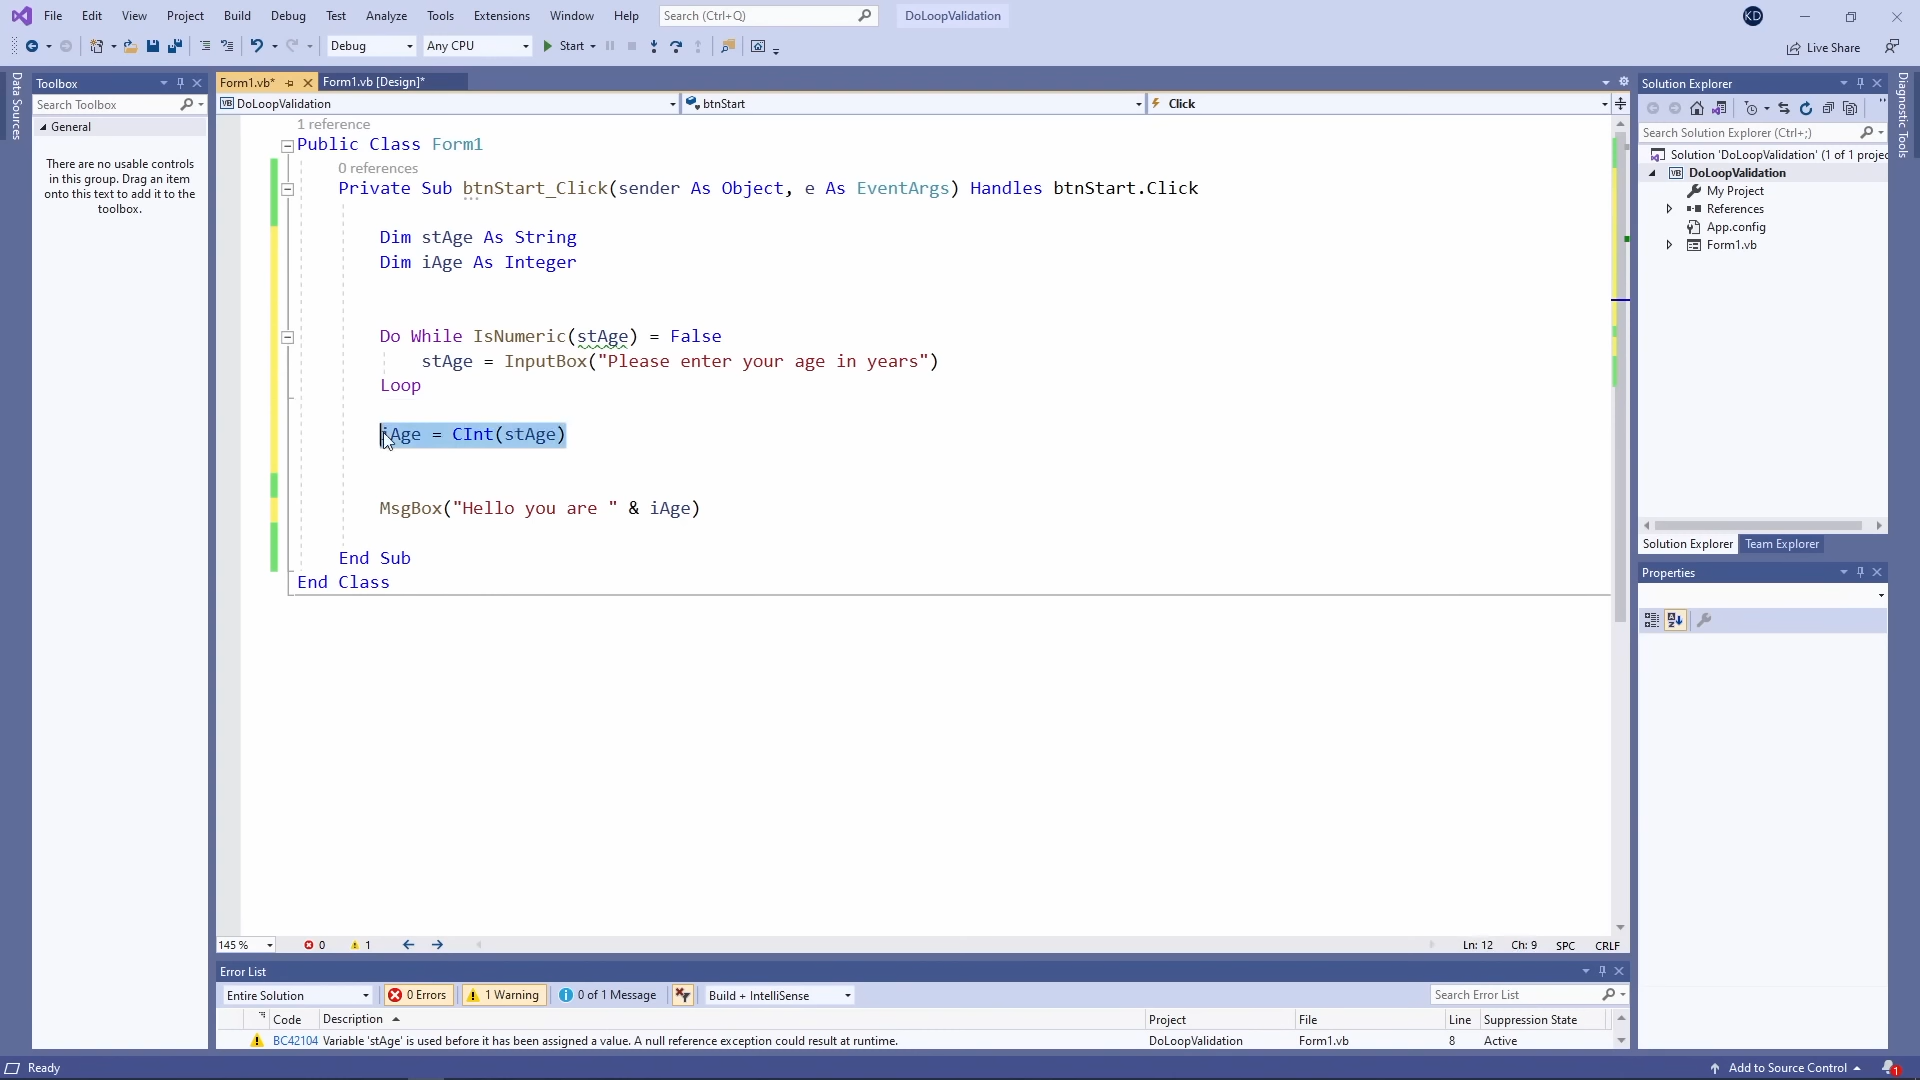 File Edit View Project Build Debug Test Analyze Tools Extensions Window Help Search (Ctrl+Q) DoLoopValidation KD
Debug Any CPU Start Live Share
Data Sources
Toolbox
Search Toolbox
General
There are no usable controls
in this group. Drag an item
onto this text to add it to the
toolbox.
Form1.vb* Form1.vb [Design]*
VB DoLoopValidation btnStart Click
1 reference
Public Class Form1
0 references
Private Sub btnStart_Click(sender As Object, e As EventArgs) Handles btnStart.Click
Dim stAge As String
Dim iAge As Integer
Do While IsNumeric(stAge) = False
stAge = InputBox("Please enter your age in years")
Loop
iAge = CInt(stAge)
MsgBox("Hello you are " & iAge)
End Sub
End Class
145 % 0 1 Ln: 12 Ch: 9 SPC CRLF
Error List
Entire Solution 0 Errors 1 Warning 0 of 1 Message Build + IntelliSense Search Error List
Code Description Project File Line Suppression State
BC42104 Variable 'stAge' is used before it has been assigned a value. A null reference exception could result at runtime. DoLoopValidation Form1.vb 8 Active
Solution Explorer
Search Solution Explorer (Ctrl+;)
Solution 'DoLoopValidation' (1 of 1 projec
VB DoLoopValidation
My Project
References
App.config
Form1.vb
Solution Explorer Team Explorer
Properties
Diagnostic Tools
Ready Add to Source Control 1